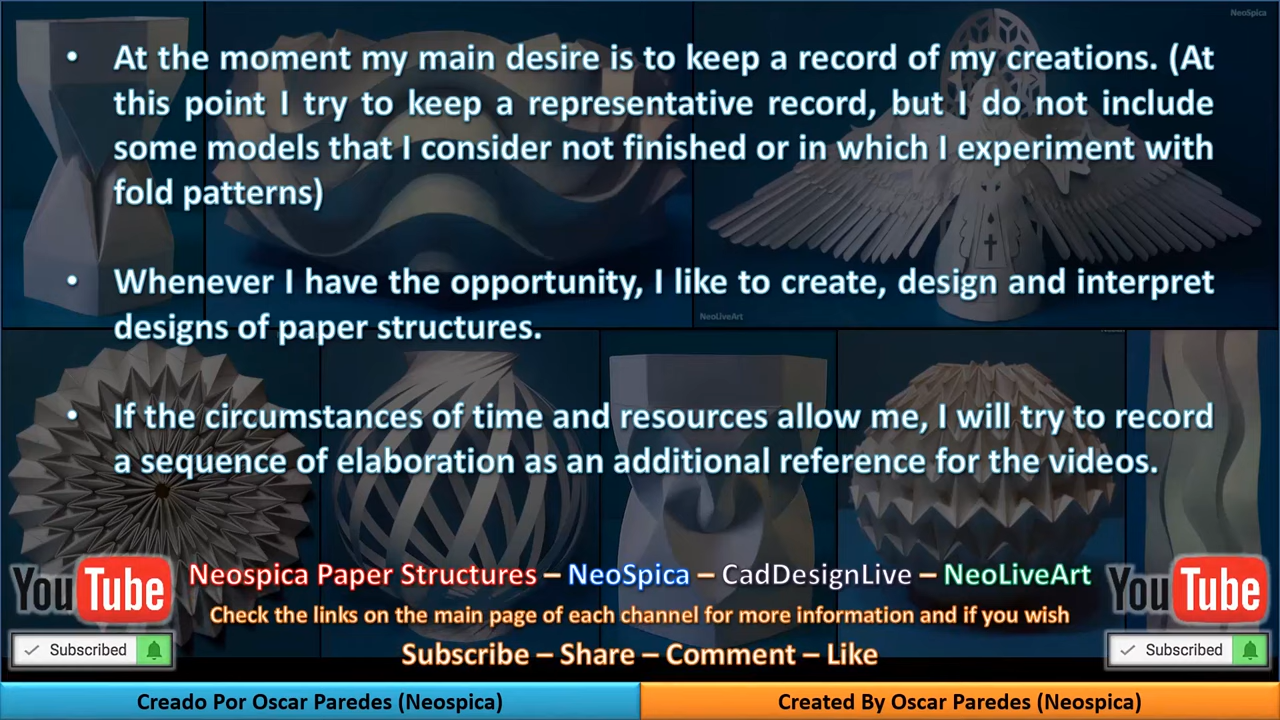 NeoSpica
• At the moment my main desire is to keep a record of my creations. (At
this point I try to keep a representative record, but I do not include
some models that I consider not finished or in which I experiment with
fold patterns)
• Whenever I have the opportunity, I like to create, design and interpret
designs of paper structures.
NeoLiveArt
• If the circumstances of time and resources allow me, I will try to record
a sequence of elaboration as an additional reference for the videos.
YouTube
Neospica Paper Structures – NeoSpica – CadDesignLive – NeoLiveArt
YouTube
Check the links on the main page of each channel for more information and if you wish
Subscribed
Subscribe – Share – Comment – Like
Subscribed
Creado Por Oscar Paredes (Neospica)
Created By Oscar Paredes (Neospica)